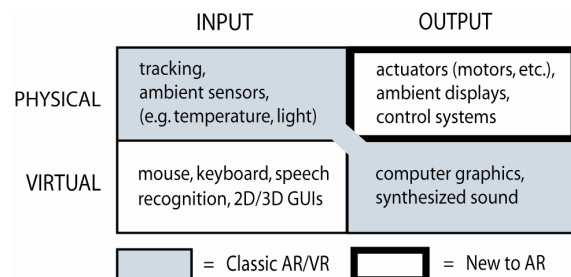 INPUT OUTPUT
PHYSICAL
tracking,
ambient sensors,
(e.g. temperature, light)
actuators (motors, etc.),
ambient displays,
control systems
VIRTUAL
mouse, keyboard, speech
recognition, 2D/3D GUIs
computer graphics,
synthesized sound
= Classic AR/VR = New to AR